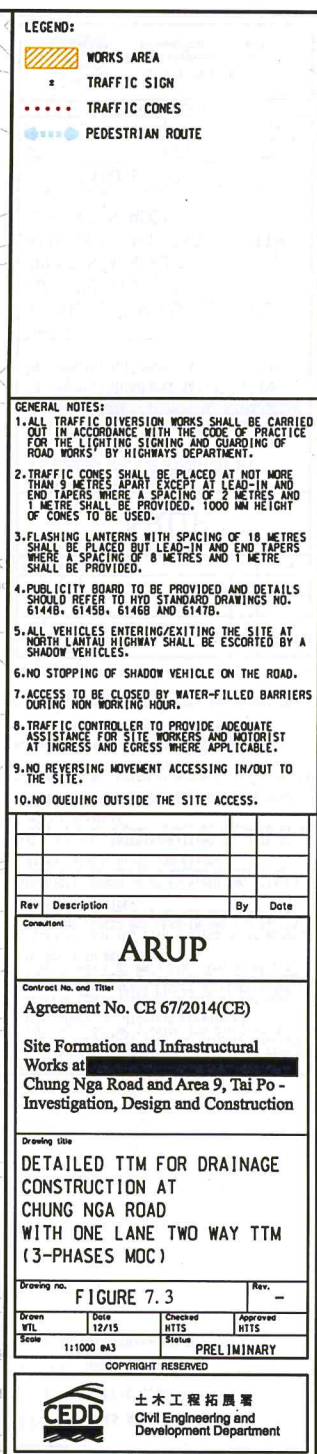 LEGEND:
WORKS AREA
TRAFFIC SIGN
TRAFFIC CONES
PEDESTRIAN ROUTE
GENERAL NOTES:
1. ALL TRAFFIC DIVERSION WORKS SHALL BE CARRIED
OUT IN ACCORDANCE WITH THE CODE OF PRACTICE
FOR THE LIGHTING SIGNING AND GUARDING OF
ROAD WORKS' BY HIGHWAYS DEPARTMENT.
2. TRAFFIC CONES SHALL BE PLACED AT NOT MORE
THAN 9 METRES APART EXCEPT AT LEAD-IN AND
END TAPERS WHERE A SPACING OF 2 METRES AND
1 METRE SHALL BE PROVIDED. 1000 MM HEIGHT
OF CONES TO BE USED.
3. FLASHING LANTERNS WITH SPACING OF 18 METRES
SHALL BE PLACED BUT LEAD-IN AND END TAPERS
WHERE A SPACING OF 8 METRES AND 1 METRE
SHALL BE PROVIDED.
4. PUBLICITY BOARD TO BE PROVIDED AND DETAILS
SHOULD REFER TO HYD STANDARD DRAWINGS NO.
6144B, 6145B, 6146B AND 6147B.
5. ALL VEHICLES ENTERING/EXITING THE SITE AT
NORTH LANTAU HIGHWAY SHALL BE ESCORTED BY A
SHADOW VEHICLES.
6. NO STOPPING OF SHADOW VEHICLE ON THE ROAD.
7. ACCESS TO BE CLOSED BY WATER-FILLED BARRIERS
DURING NON WORKING HOUR.
8. TRAFFIC CONTROLLER TO PROVIDE ADEQUATE
ASSISTANCE FOR SITE WORKERS AND MOTORIST
AT INGRESS AND EGRESS WHERE APPLICABLE.
9. NO REVERSING MOVEMENT ACCESSING IN/OUT TO
THE SITE.
10. NO QUEUING OUTSIDE THE SITE ACCESS.
Rev Description By Date
Consultant
ARUP
Contract No. and Title:
Agreement No. CE 67/2014(CE)
Site Formation and Infrastructural
Works at
Chung Nga Road and Area 9, Tai Po -
Investigation, Design and Construction
Drawing title
DETAILED TTM FOR DRAINAGE
CONSTRUCTION AT
CHUNG NGA ROAD
WITH ONE LANE TWO WAY TTM
(3-PHASES MOC)
Drawing no. FIGURE 7.3 Rev. -
Drawn WTL Date 12/15 Checked HTTS Approved HTTS
Scale 1:1000 @A3 Status PRELIMINARY
COPYRIGHT RESERVED
CEDD
土木工程拓展署
Civil Engineering and
Development Department